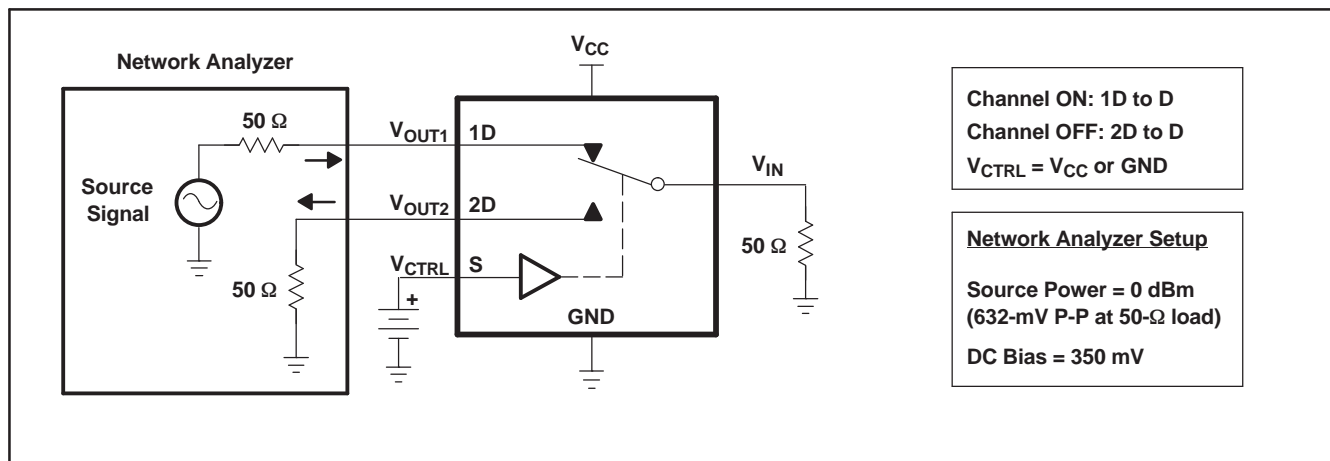 Network Analyzer
50 Ω
Source
Signal
50 Ω
VOUT1
1D
VOUT2
2D
VCTRL
S
+
VCC
GND
VIN
50 Ω
Channel ON: 1D to D
Channel OFF: 2D to D
VCTRL = VCC or GND
Network Analyzer Setup
Source Power = 0 dBm
(632-mV P-P at 50-Ω load)
DC Bias = 350 mV